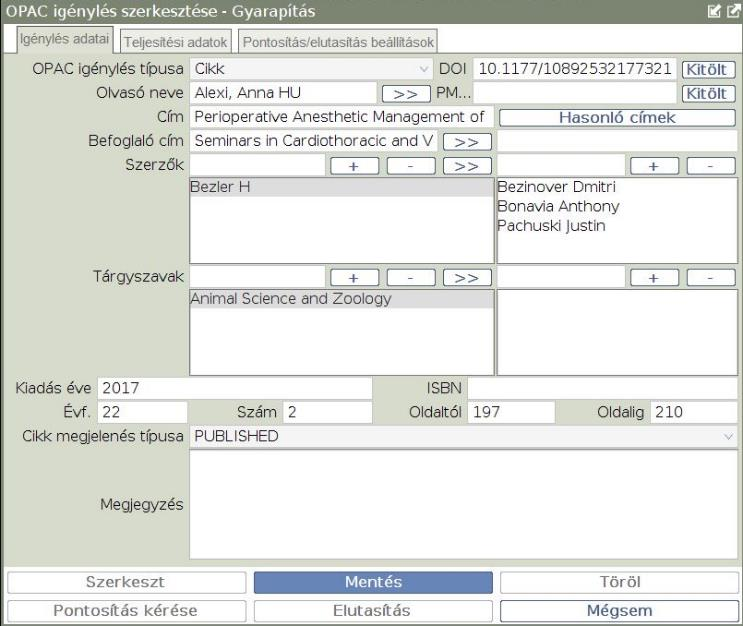 OPAC igénylés szerkesztése - Gyarapítás
Igénylés adatai Teljesítési adatok Pontosítás/elutasítás beállítások
OPAC igénylés típusa Cikk DOI 10.1177/10892532177321 Kitölt
Olvasó neve Alexi, Anna HU >> PM... Kitölt
Cím Perioperative Anesthetic Management of Hasonló címek
Befoglaló cím Seminars in Cardiothoracic and V >>
Szerzők + - >> + -
Bezler H Bezinover Dmitri
Bonavia Anthony
Pachuski Justin
Tárgyszavak + - >> + -
Animal Science and Zoology
Kiadás éve 2017 ISBN
Évf. 22 Szám 2 Oldaltól 197 Oldalig 210
Cikk megjelenés típusa PUBLISHED
Megjegyzés
Szerkeszt Mentés Töröl
Pontosítás kérése Elutasítás Mégsem